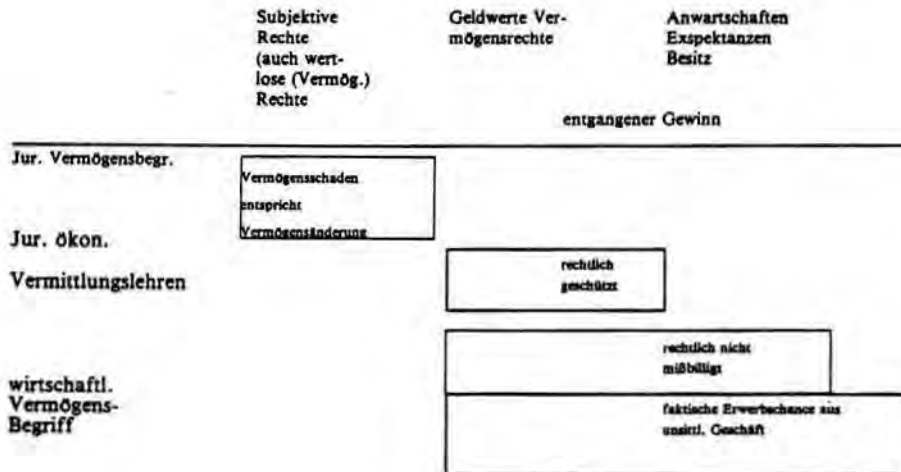 Subjektive
Rechte
(auch wert-
lose (Vermög.)
Rechte
Geldwerte Ver-
mögensrechte
Anwartschaften
Exspektanzen
Besitz
entgangener Gewinn
Jur. Vermögensbegr.
Vermögensschaden
entspricht
Vermögensänderung
Jur. ökon.
Vermittlungslehren
rechtlich
geschützt
rechtlich nicht
mißbilligt
wirtschaftl.
Vermögens-
Begriff
faktische Erwerbschance aus
unsittl. Geschäft